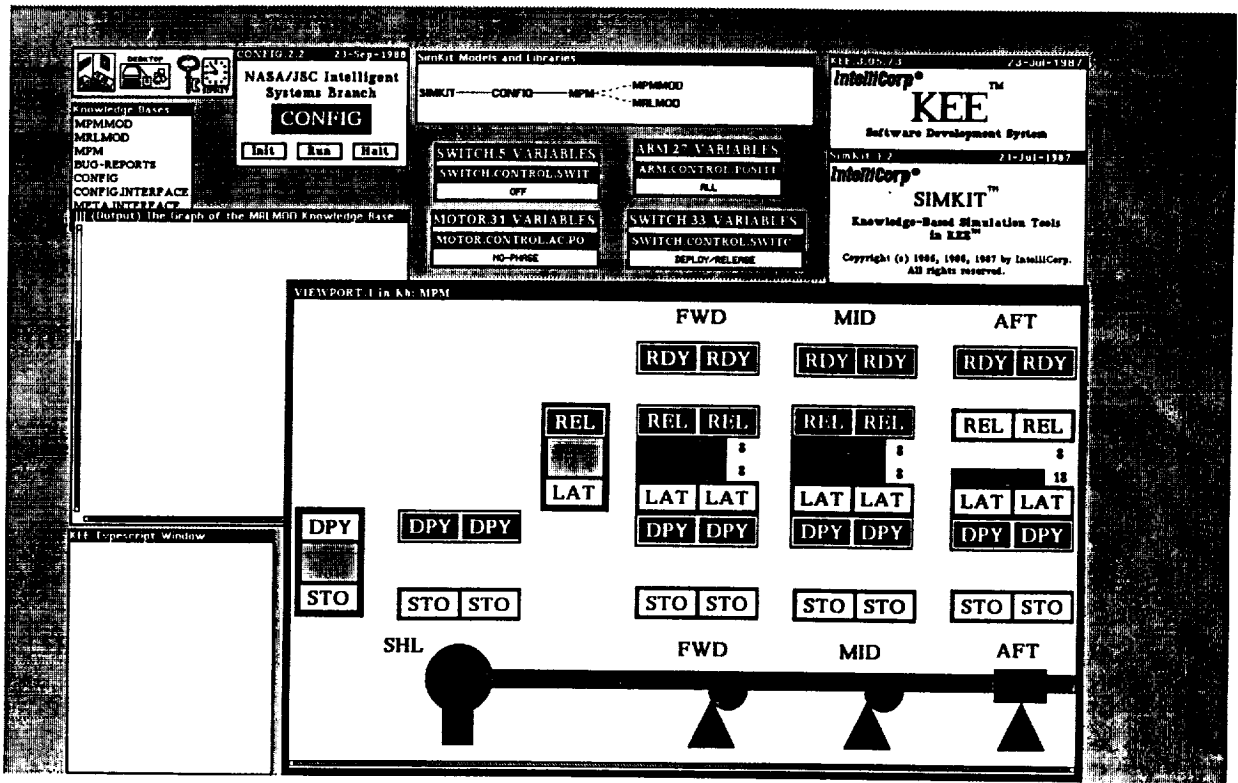 DESKTOP
CONFIG.2.2 23-Sep-1988
NASA/JSC Intelligent
Systems Branch
CONFIG
Init Run Halt
SimKit Models and Libraries
SIMKIT CONFIG MPM MPMMOD
MRLMOD
KEE.3.05.73 23-Jul-1987
IntelliCorp®
KEE™
Software Development System
SimKit 1.2 21-Jul-1987
IntelliCorp®
SIMKIT™
Knowledge-Based Simulation Tools
in KEE™
Copyright (c) 1985, 1986, 1987 by IntelliCorp.
All rights reserved.
Knowledge Bases
MPMMOD
MRLMOD
MPM
BUG-REPORTS
CONFIG
CONFIG.INTERFACE
META.INTERFACE
SWITCH.5 VARIABLES
SWITCH.CONTROL.SWIT
OFF
ARM.27 VARIABLES
ARM.CONTROL.POSITI
ALL
MOTOR.31 VARIABLES
MOTOR.CONTROL.AC.PO
NO-PHASE
SWITCH.33 VARIABLES
SWITCH.CONTROL.SWITC
DEPLOY/RELEASE
(Output) The Graph of the MRLMOD Knowledge Base
KEE Typescript Window
VIEWPORT.1 in Kb: MPM
FWD MID AFT
RDY RDY RDY RDY RDY RDY
REL REL REL REL REL REL REL
8 8 8
8 8 18
LAT LAT LAT LAT LAT LAT LAT
DPY DPY DPY DPY DPY DPY DPY DPY DPY
STO STO STO STO STO STO STO STO STO
SHL FWD MID AFT